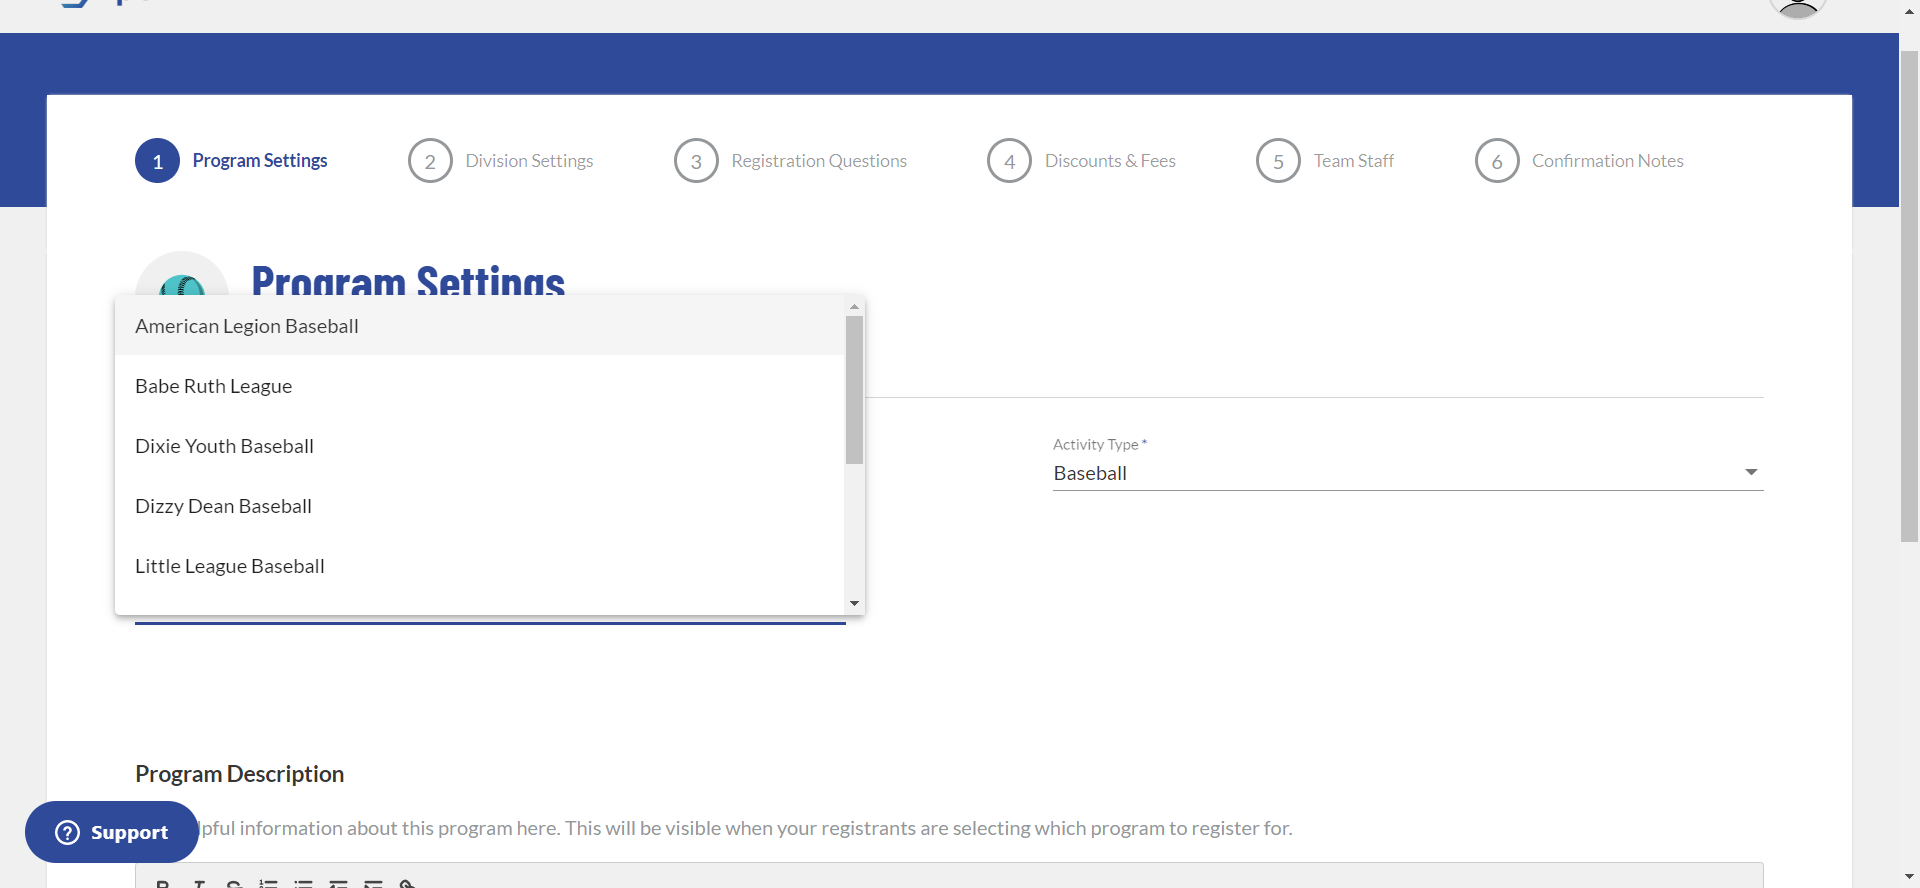 1 Program Settings 2 Division Settings 3 Registration Questions 4 Discounts & Fees 5 Team Staff 6 Confirmation Notes
Program Settings
American Legion Baseball
Babe Ruth League
Dixie Youth Baseball
Dizzy Dean Baseball
Little League Baseball
Activity Type *
Baseball
Program Description
information about this program here. This will be visible when your registrants are selecting which program to register for.
Support